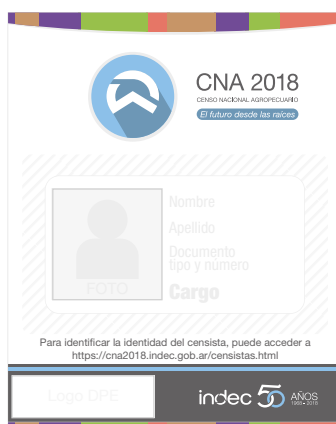 CNA 2018
CENSO NACIONAL AGROPECUARIO
El futuro desde las raíces
Nombre
Apellido
Documento
tipo y número
Cargo
FOTO
Para identificar la identidad del censista, puede acceder a
https://cna2018.indec.gob.ar/censistas.html
Logo DPE
indec 50 AÑOS
1968 - 2018